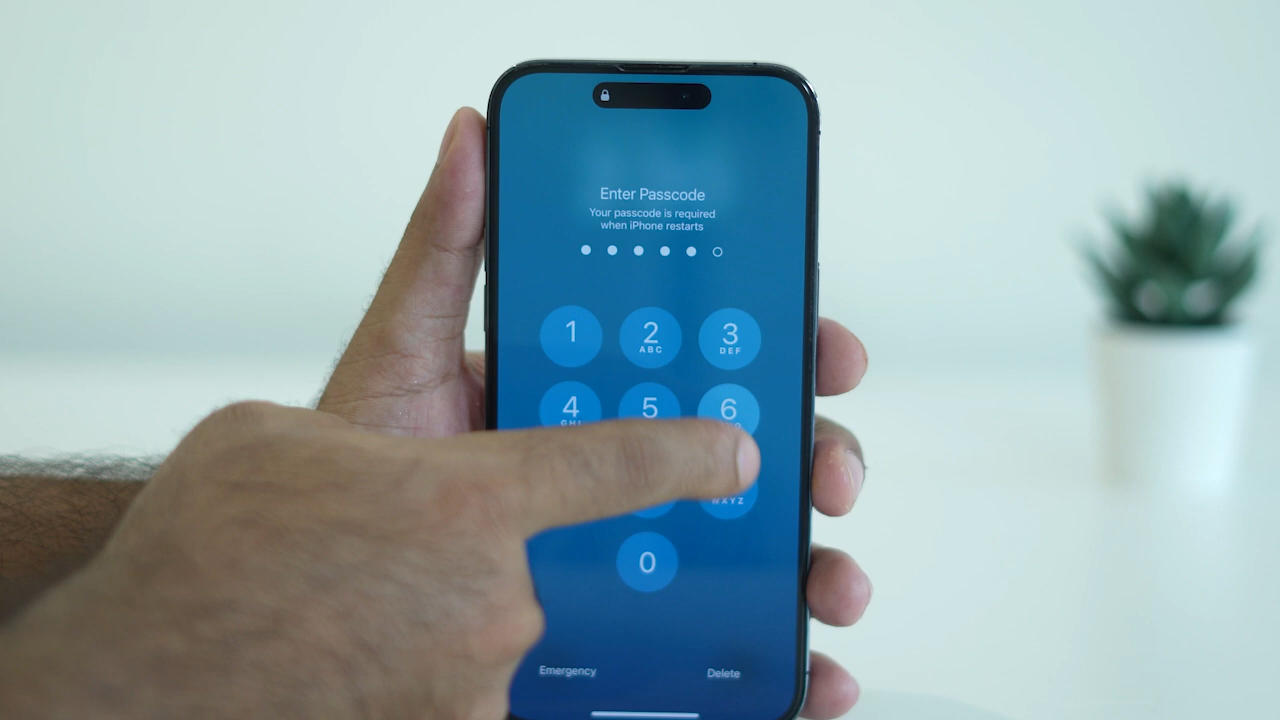 Enter Passcode
Your passcode is required
when iPhone restarts
1
2
ABC
3
DEF
4
5
6
WXYZ
0
Emergency
Delete